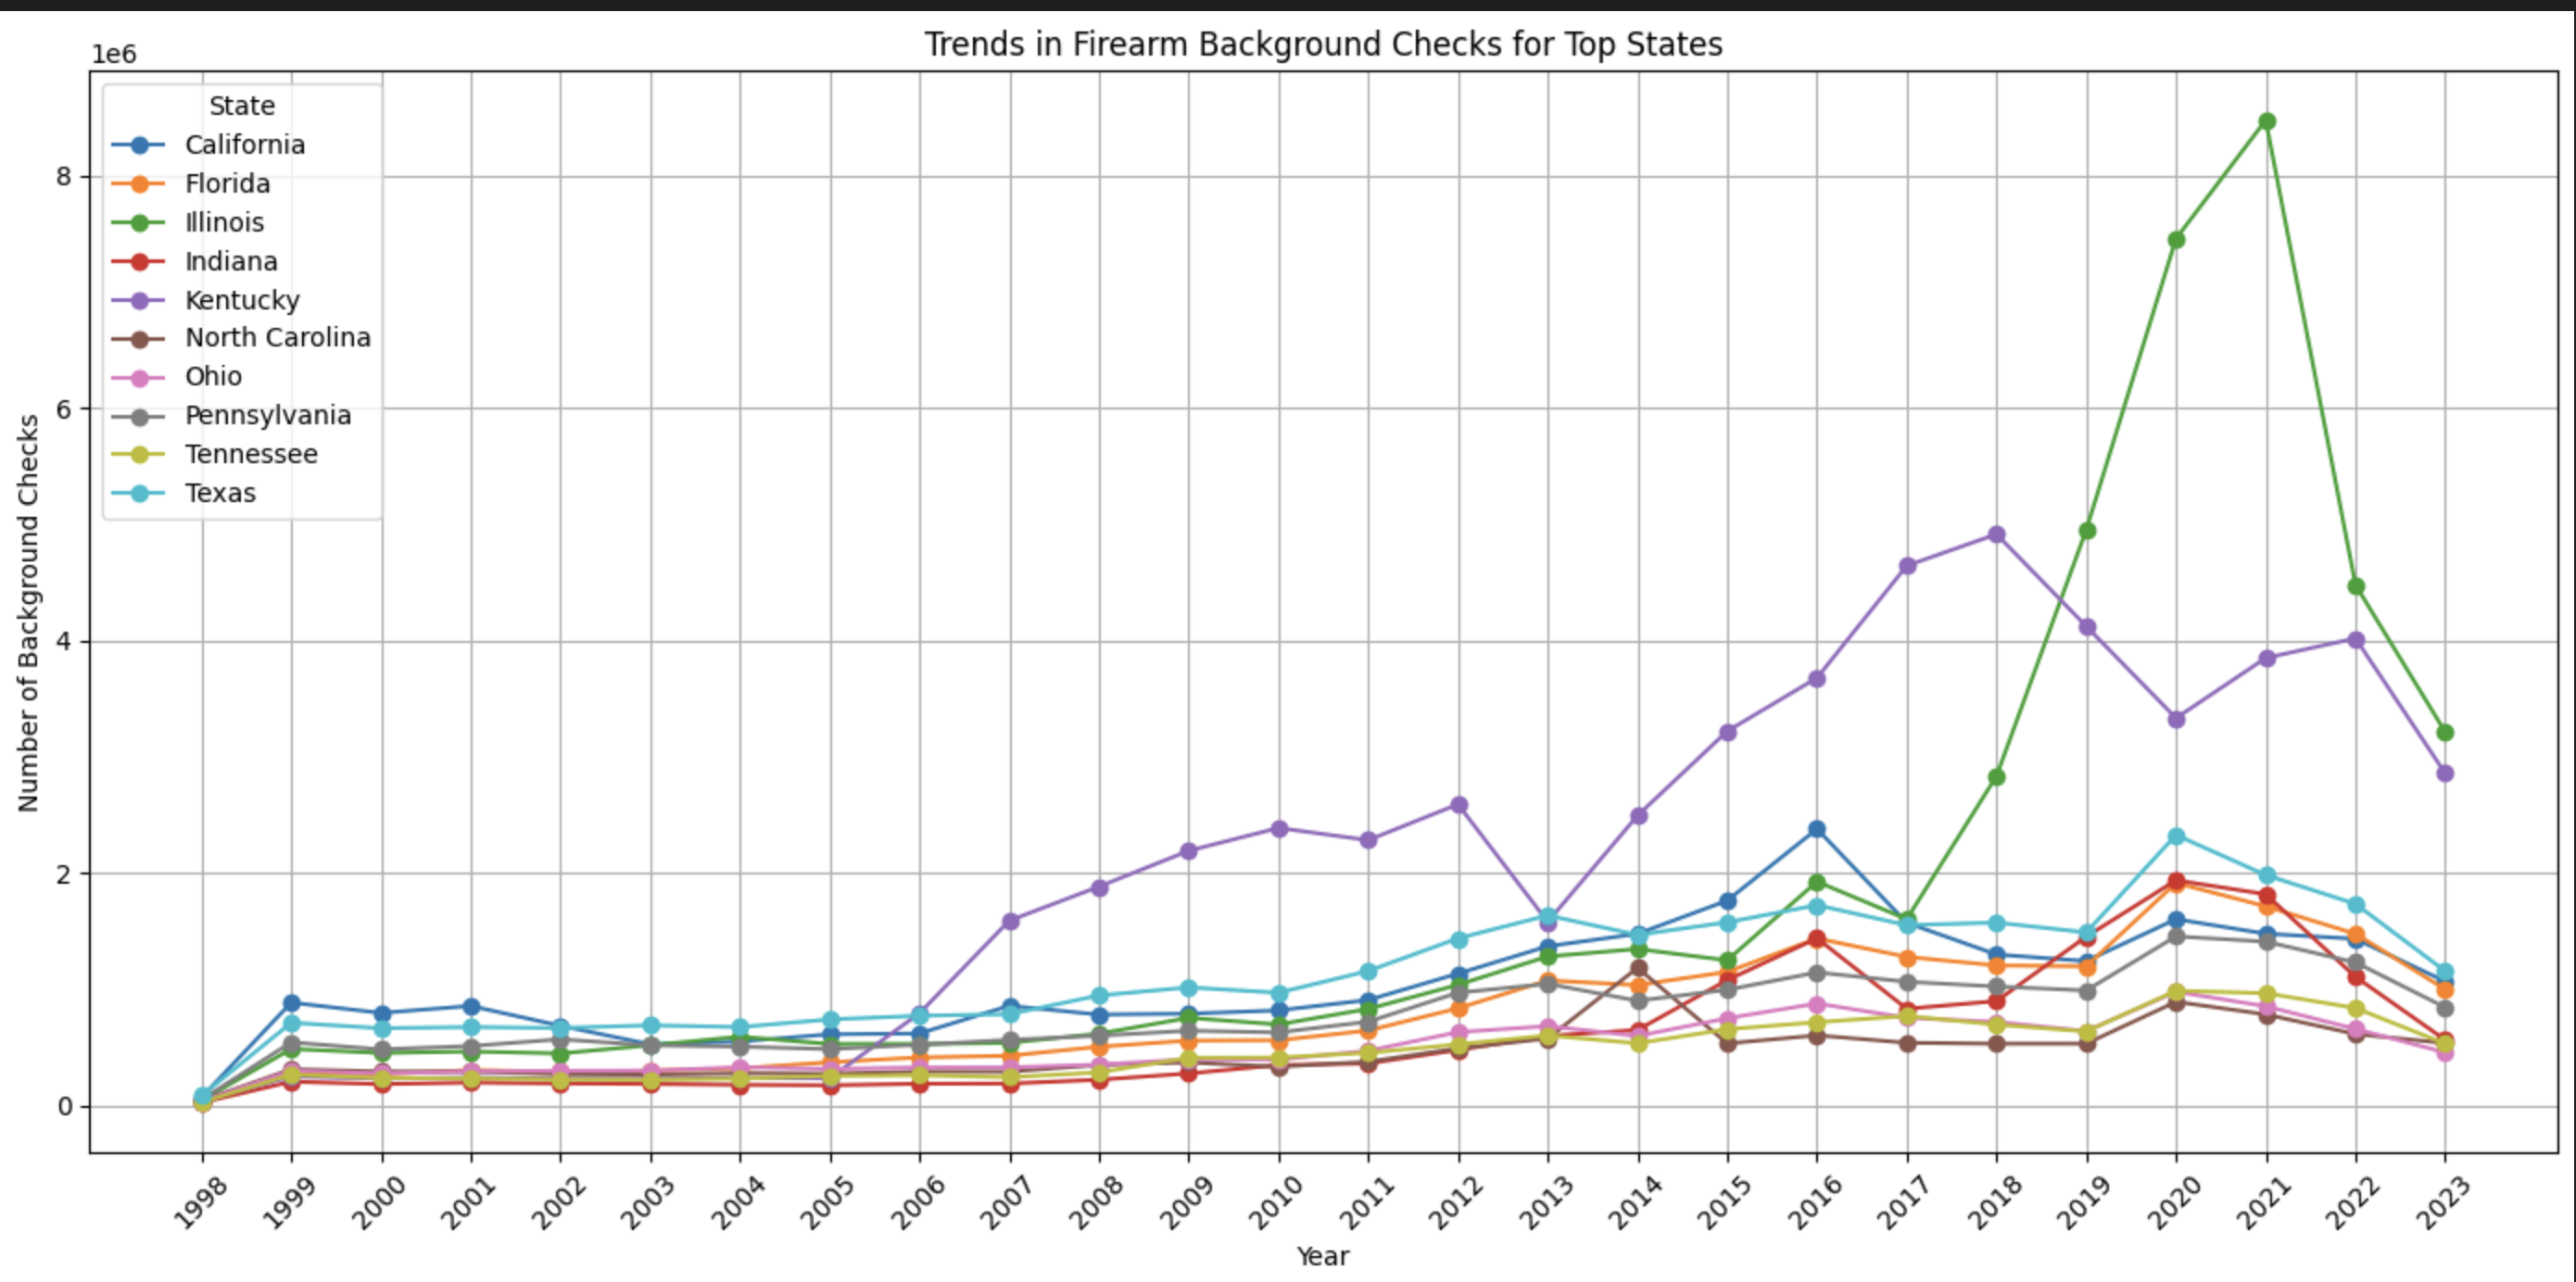 Trends in Firearm Background Checks for Top States
1e6
State
California
Florida
Illinois
Indiana
Kentucky
North Carolina
Ohio
Pennsylvania
Tennessee
Texas
Number of Background Checks
8
6
4
2
0
1998
1999
2000
2001
2002
2003
2004
2005
2006
2007
2008
2009
2010
2011
2012
2013
2014
2015
2016
2017
2018
2019
2020
2021
2022
2023
Year